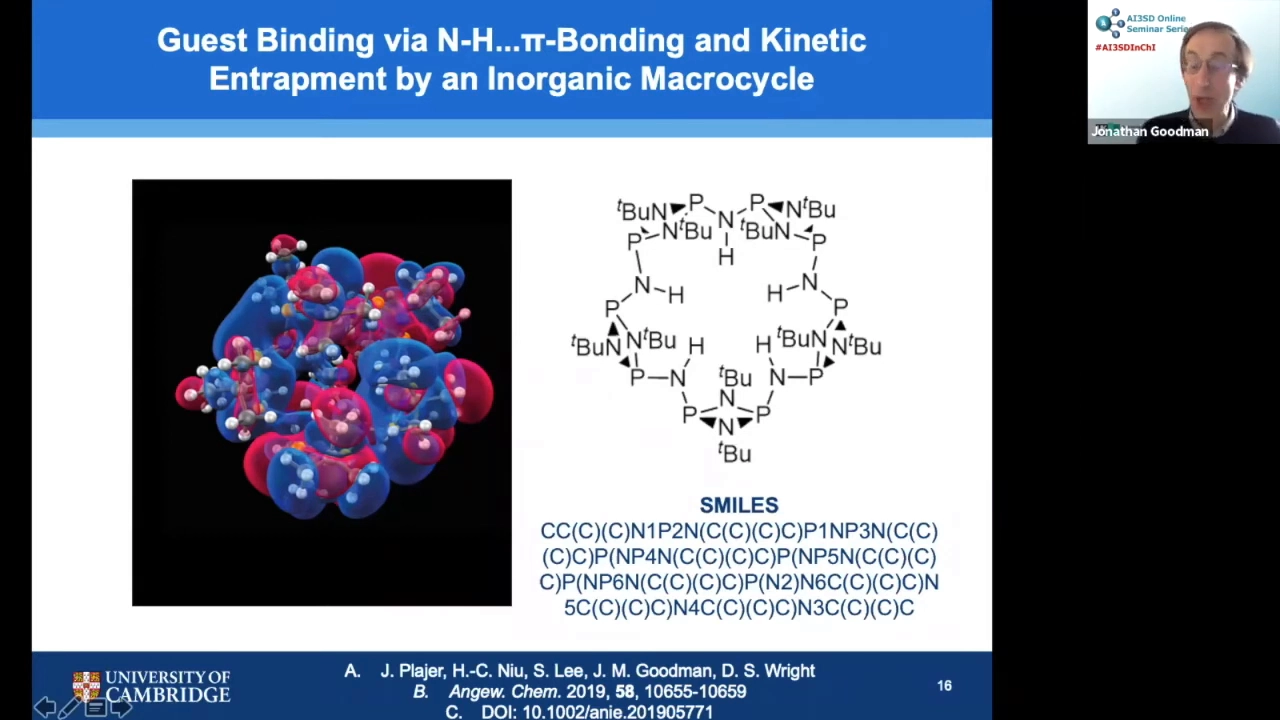 Guest Binding via N-H...π-Bonding and Kinetic
Entrapment by an Inorganic Macrocycle
AI3SD Online
Seminar Series
#AI3SDInChI
Jonathan Goodman
tBuN P N P NtBu
P NtBu H tBuN P
N H H N
P P
tBuN NtBu H H tBuN NtBu
P N tBu N P
P N P
N
tBu
SMILES
CC(C)(C)N1P2N(C(C)(C)C)P1NP3N(C(C)
(C)C)P(NP4N(C(C)(C)C)P(NP5N(C(C)(C)
C)P(NP6N(C(C)(C)C)P(N2)N6C(C)(C)C)N
5C(C)(C)C)N4C(C)(C)C)N3C(C)(C)C
UNIVERSITY OF
CAMBRIDGE
A. J. Plajer, H.-C. Niu, S. Lee, J. M. Goodman, D. S. Wright
B. Angew. Chem. 2019, 58, 10655-10659
C. DOI: 10.1002/anie.201905771
16